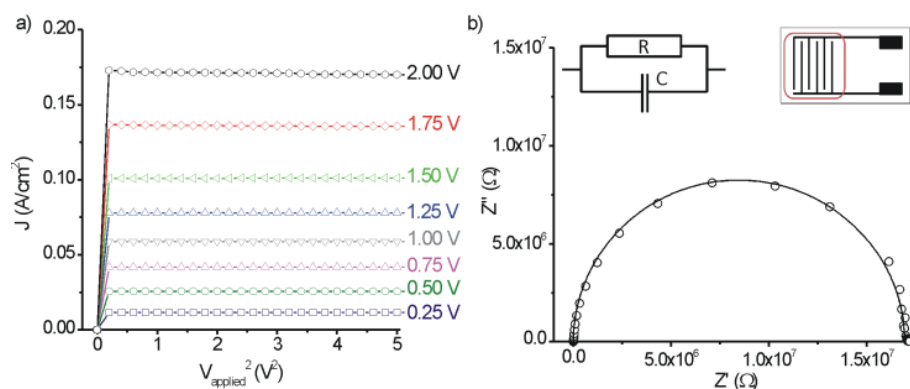 a)
0.20
0.15
0.10
0.05
0.00
J (A/cm²)
2.00 V
1.75 V
1.50 V
1.25 V
1.00 V
0.75 V
0.50 V
0.25 V
0 1 2 3 4 5
V_applied² (V²)
b)
R
C
1.5x10⁷
1.0x10⁷
5.0x10⁶
0.0
Z'' (Ω)
0.0 5.0x10⁶ 1.0x10⁷ 1.5x10⁷
Z' (Ω)